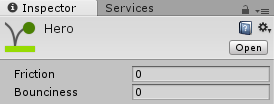 Inspector Services
Hero
Open
Friction 0
Bounciness 0